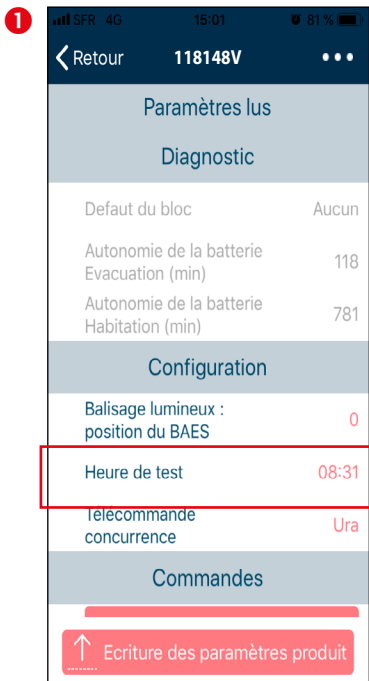 1
SFR 4G 15:01 81 %
Retour 118148V
Paramètres lus
Diagnostic
Defaut du bloc Aucun
Autonomie de la batterie
Evacuation (min) 118
Autonomie de la batterie
Habitation (min) 781
Configuration
Balisage lumineux :
position du BAES 0
Heure de test 08:31
Télécommande
concurrence Ura
Commandes
Ecriture des paramètres produit